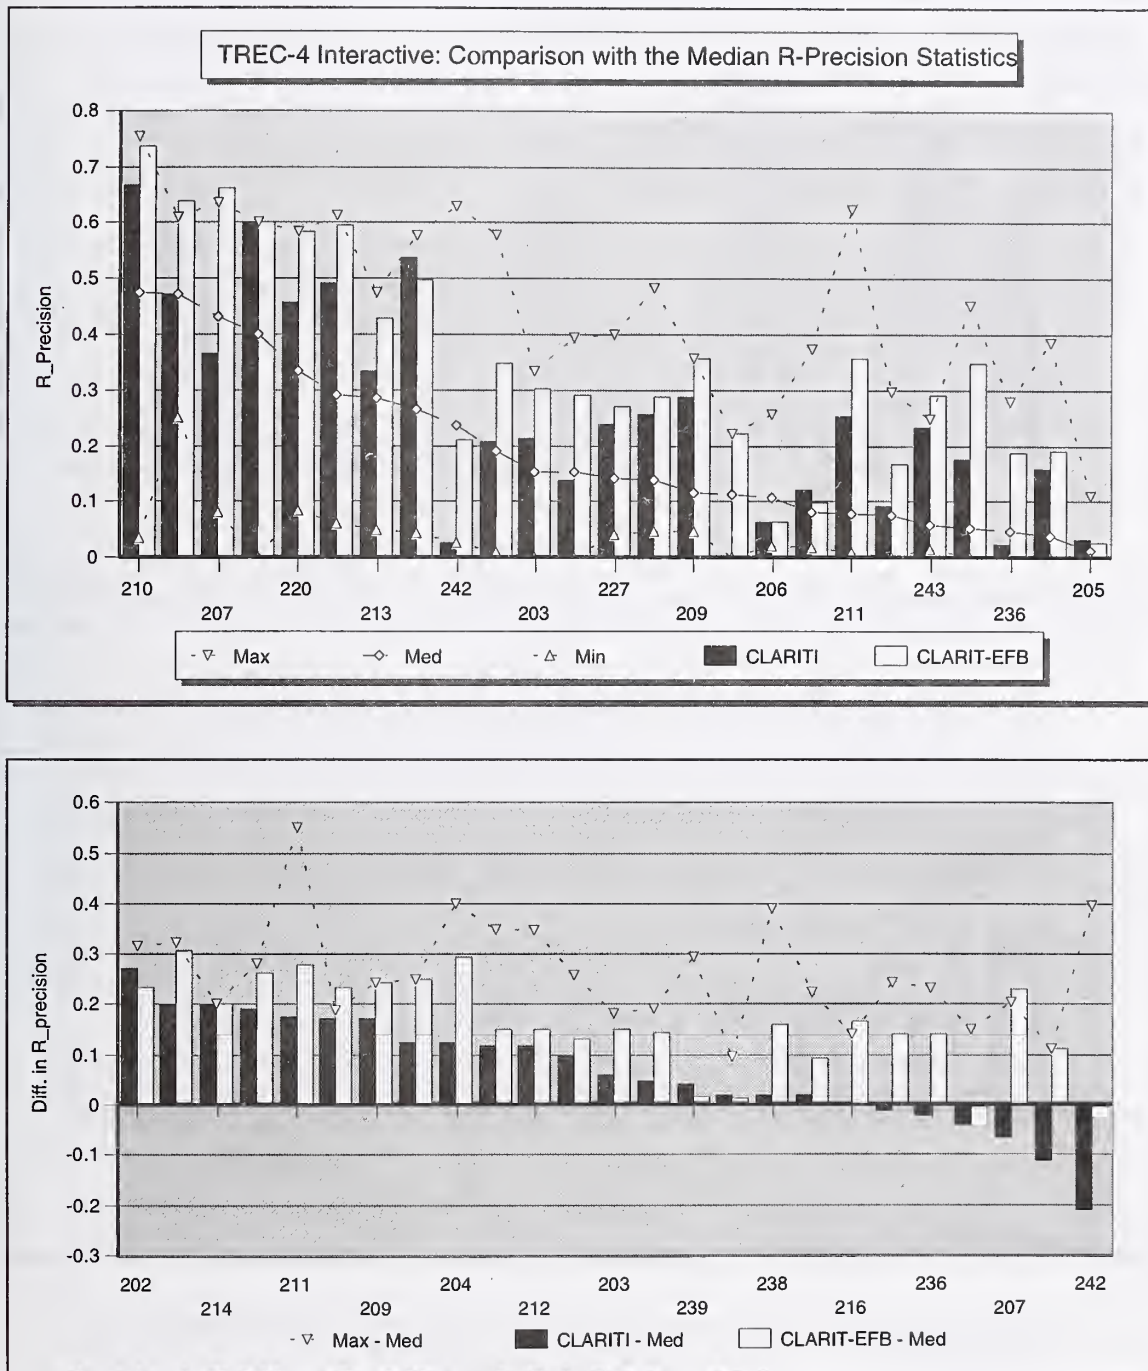 TREC-4 Interactive: Comparison with the Median R-Precision Statistics
R_Precision
0.8
0.7
0.6
0.5
0.4
0.3
0.2
0.1
0
210 220 242 227 206 243 205
207 213 203 209 211 236
Max Med Min CLARITI CLARIT-EFB
Diff. in R_precision
0.6
0.5
0.4
0.3
0.2
0.1
0
-0.1
-0.2
-0.3
202 211 204 203 238 236 242
214 209 212 239 216 207
Max - Med CLARITI - Med CLARIT-EFB - Med